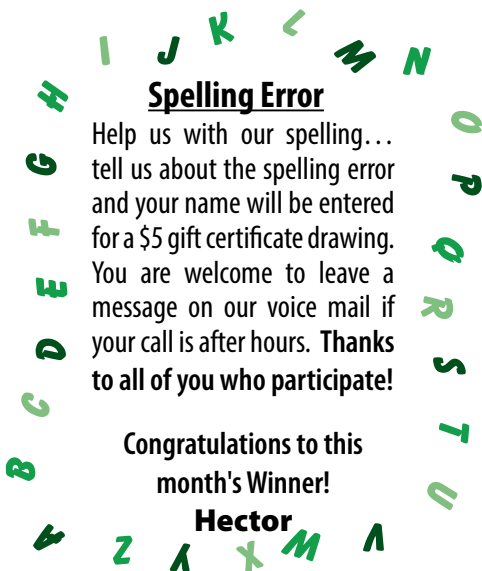 A
B
C
D
E
F
G
H
I
J
K
L
M
N
O
P
Q
R
S
T
U
V
W
X
Y
Z
Spelling Error
Help us with our spelling...
tell us about the spelling error
and your name will be entered
for a $5 gift certificate drawing.
You are welcome to leave a
message on our voice mail if
your call is after hours. Thanks
to all of you who participate!
Congratulations to this
month's Winner!
Hector